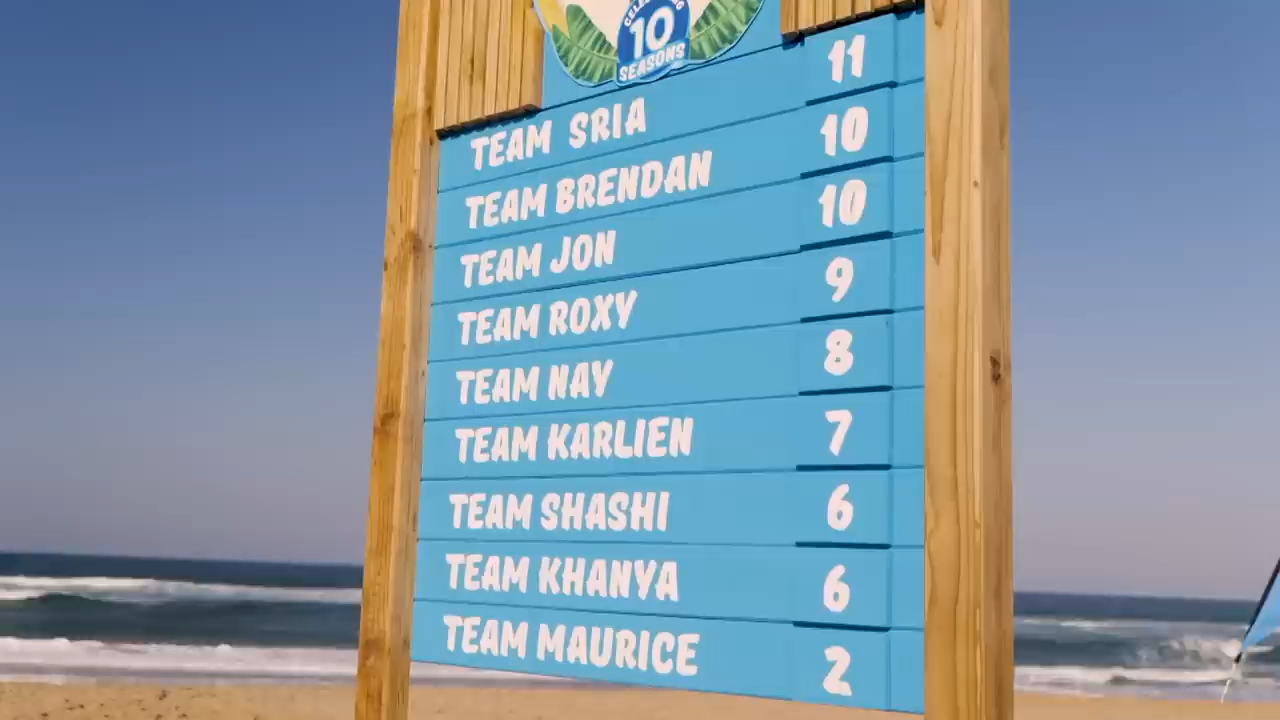 10
SEASONS
TEAM SRIA 11
TEAM BRENDAN 10
TEAM JON 10
TEAM ROXY 9
TEAM NAY 8
TEAM KARLIEN 7
TEAM SHASHI 6
TEAM KHANYA 6
TEAM MAURICE 2